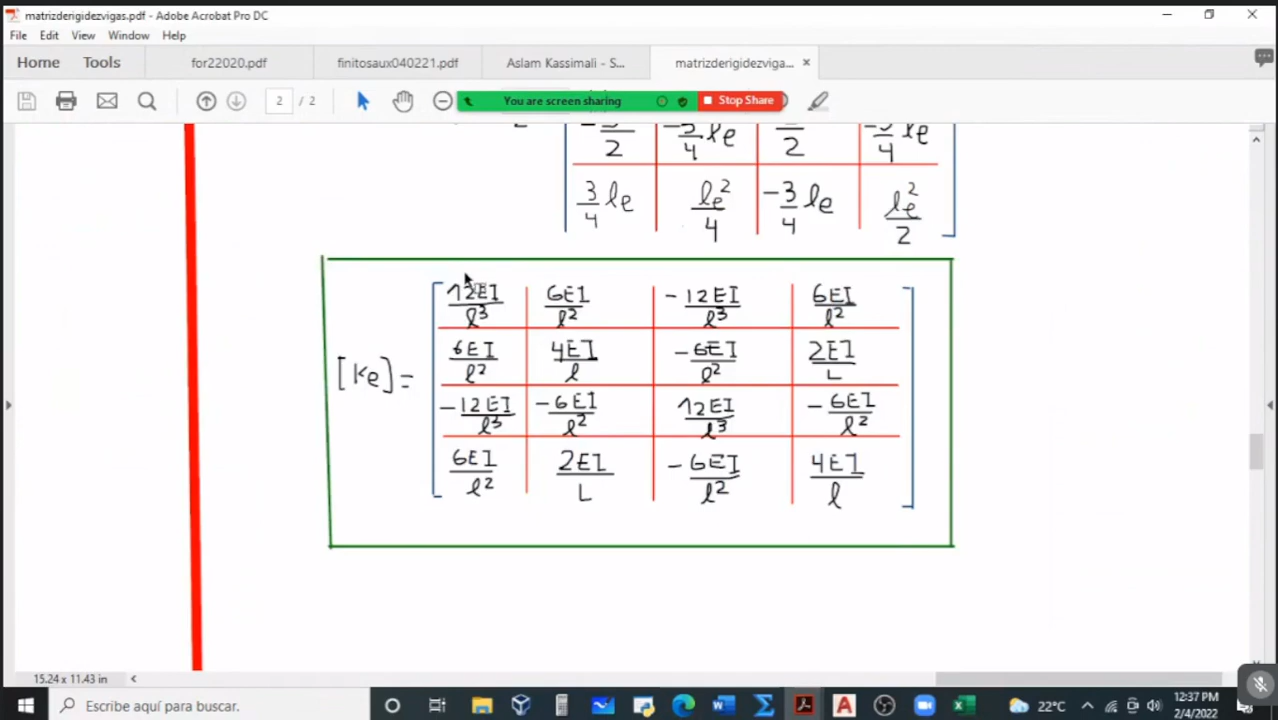 matrizderigidezvigas.pdf - Adobe Acrobat Pro DC
File Edit View Window Help
Home Tools for22020.pdf finitosaux040221.pdf Aslam Kassimali - S... matrizderigidezviga... ×
2 / 2 You are screen sharing Stop Share
2 -3/4 le 2 -3/4 le
3/4 le le²/4 -3/4 le le²/2
12EI/l³ 6EI/l² -12EI/l³ 6EI/l²
6EI/l² 4EI/l -6EI/l² 2EI/L
[Ke]=
-12EI/l³ -6EI/l² 12EI/l³ -6EI/l²
6EI/l² 2EI/L -6EI/l² 4EI/l
15.24 x 11.43 in
Escribe aquí para buscar. 22°C 12:37 PM
2/4/2022